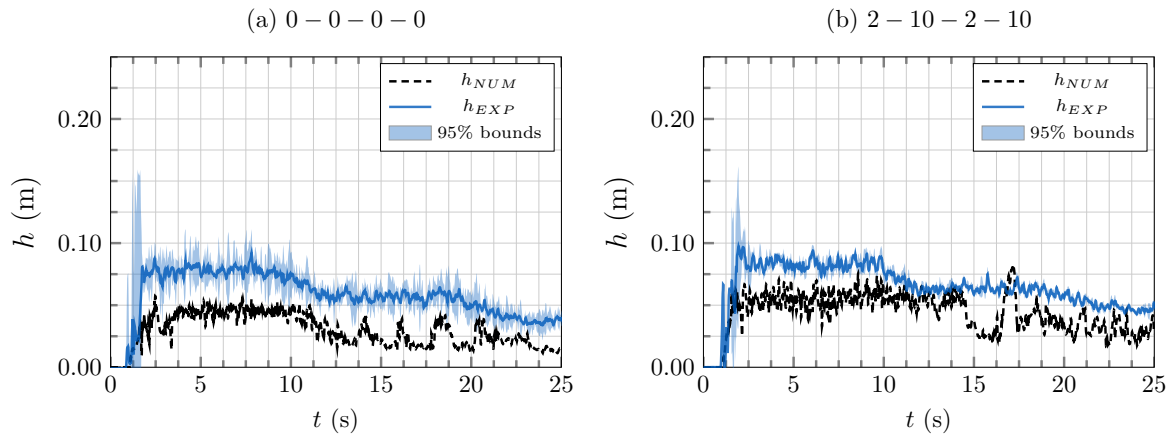 (a) 0 − 0 − 0 − 0
h_NUM
h_EXP
95% bounds
0.20
0.10
0.00
h (m)
0 5 10 15 20 25
t (s)
(b) 2 − 10 − 2 − 10
h_NUM
h_EXP
95% bounds
0.20
0.10
0.00
h (m)
0 5 10 15 20 25
t (s)